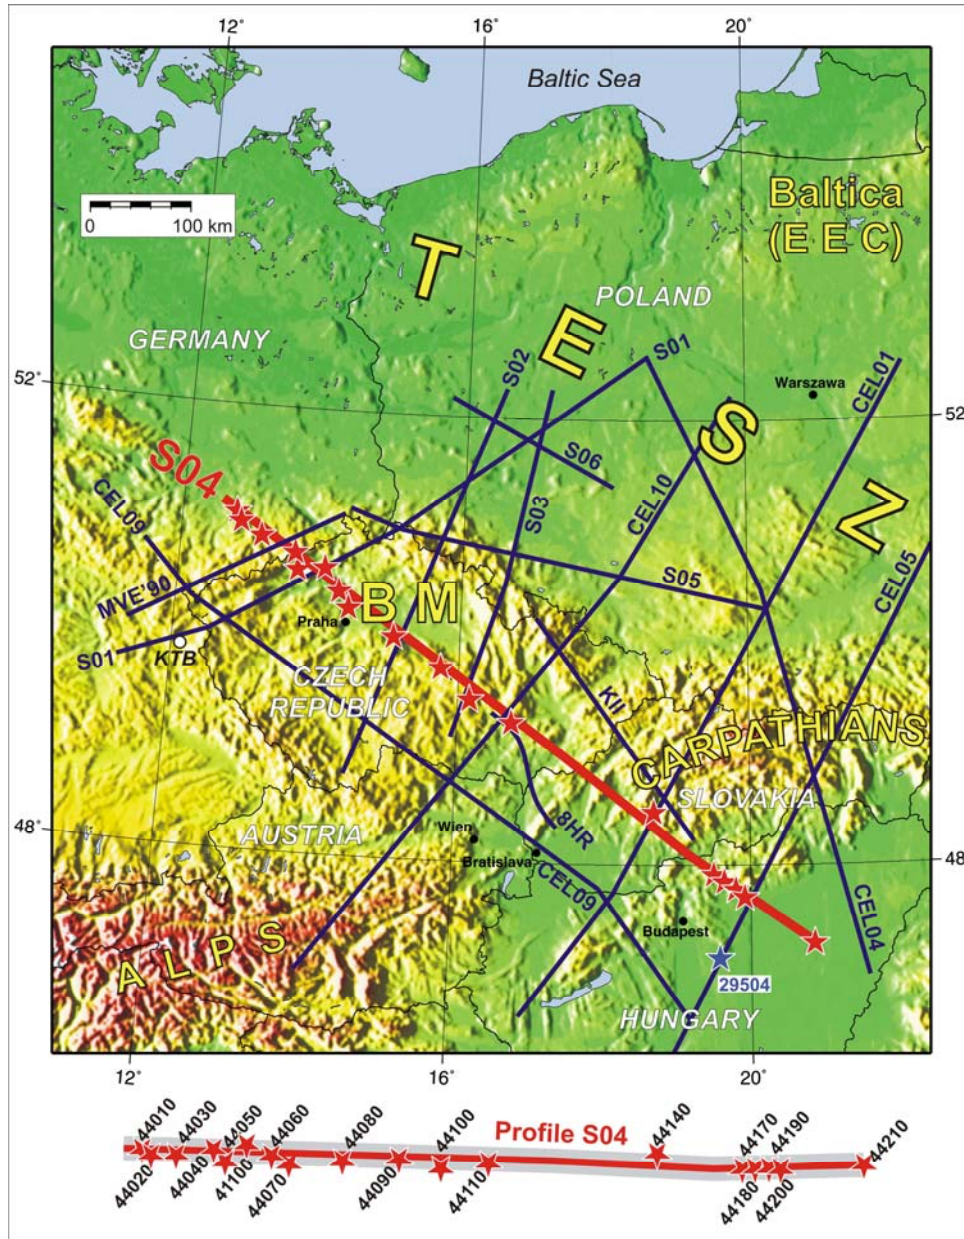 12° 16° 20°
Baltic Sea
Baltica
(E E C)
0 100 km
T
E
S
Z
POLAND
GERMANY
S02
S01
CEL01
52°
52°
Warszawa
S04
S06
CEL10
S03
CEL09
CEL05
MVE'90
S05
B M
Praha
S01
KTB
CZECH
REPUBLIC
KII
CARPATHIANS
SLOVAKIA
48°
AUSTRIA
Wien
8HR
Bratislava
48°
CEL09
CEL04
ALPS
Budapest
29504
HUNGARY
12° 16° 20°
Profile S04
44010
44030
44050
44060
44080
44100
44140
44170
44190
44210
44020
44040
41100
44070
44090
44110
44180
44200